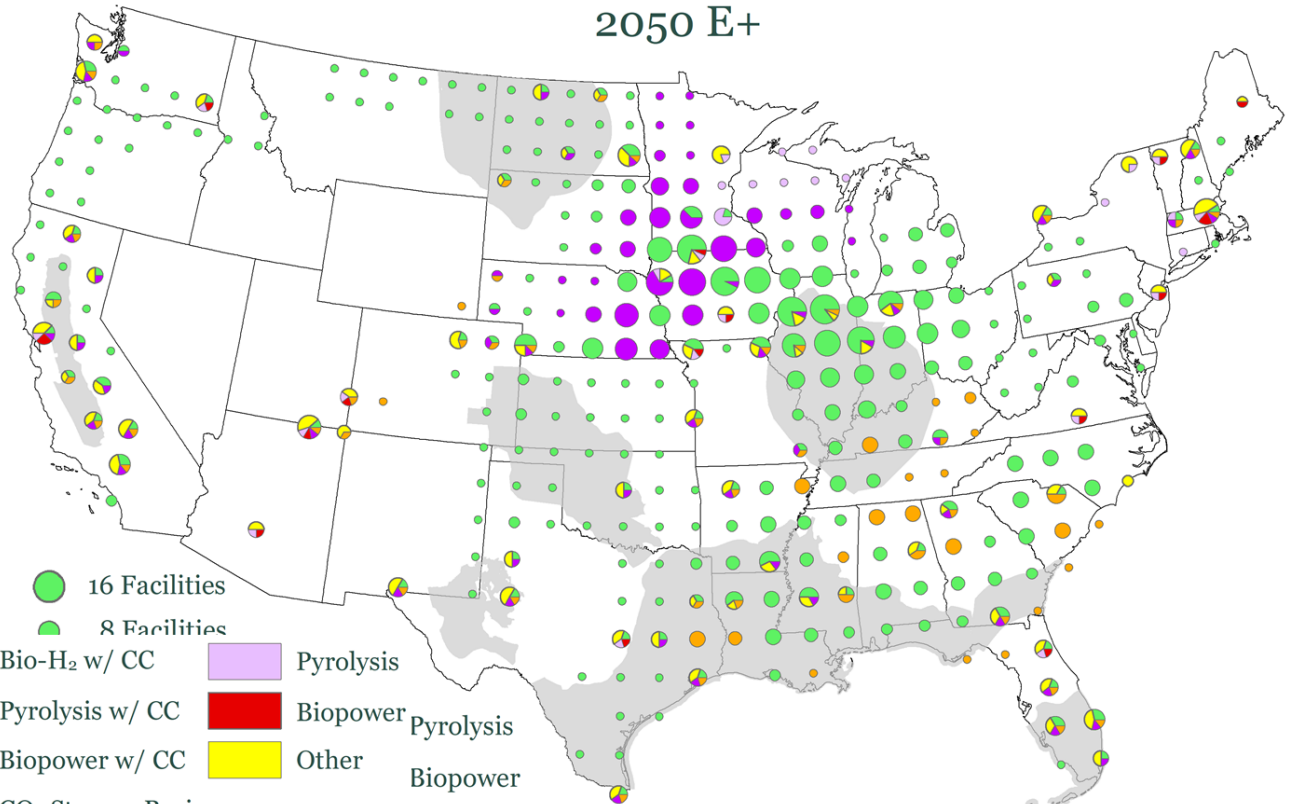 2050 E+
16 Facilities
8 Facilities
Bio-H₂ w/ CC
Pyrolysis
Pyrolysis w/ CC
Biopower
Pyrolysis
Biopower w/ CC
Other
Biopower